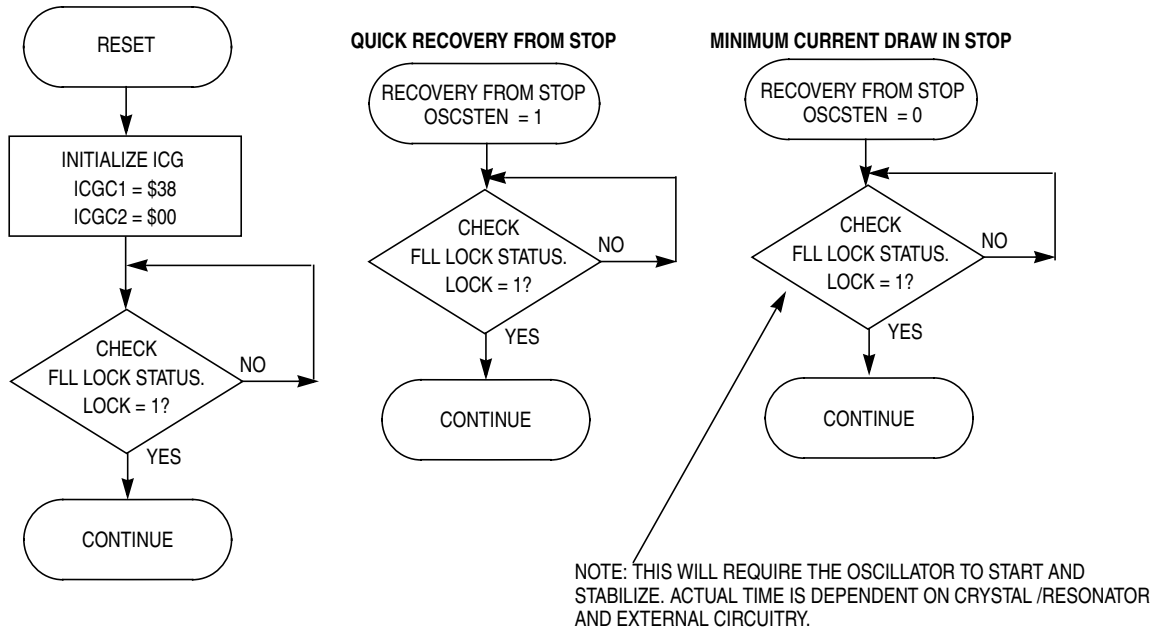 RESET
INITIALIZE ICG
ICGC1 = $38
ICGC2 = $00
CHECK
FLL LOCK STATUS.
LOCK = 1?
NO
YES
CONTINUE
QUICK RECOVERY FROM STOP
RECOVERY FROM STOP
OSCSTEN = 1
CHECK
FLL LOCK STATUS.
LOCK = 1?
NO
YES
CONTINUE
MINIMUM CURRENT DRAW IN STOP
RECOVERY FROM STOP
OSCSTEN = 0
CHECK
FLL LOCK STATUS.
LOCK = 1?
NO
YES
CONTINUE
NOTE: THIS WILL REQUIRE THE OSCILLATOR TO START AND
STABILIZE. ACTUAL TIME IS DEPENDENT ON CRYSTAL /RESONATOR
AND EXTERNAL CIRCUITRY.